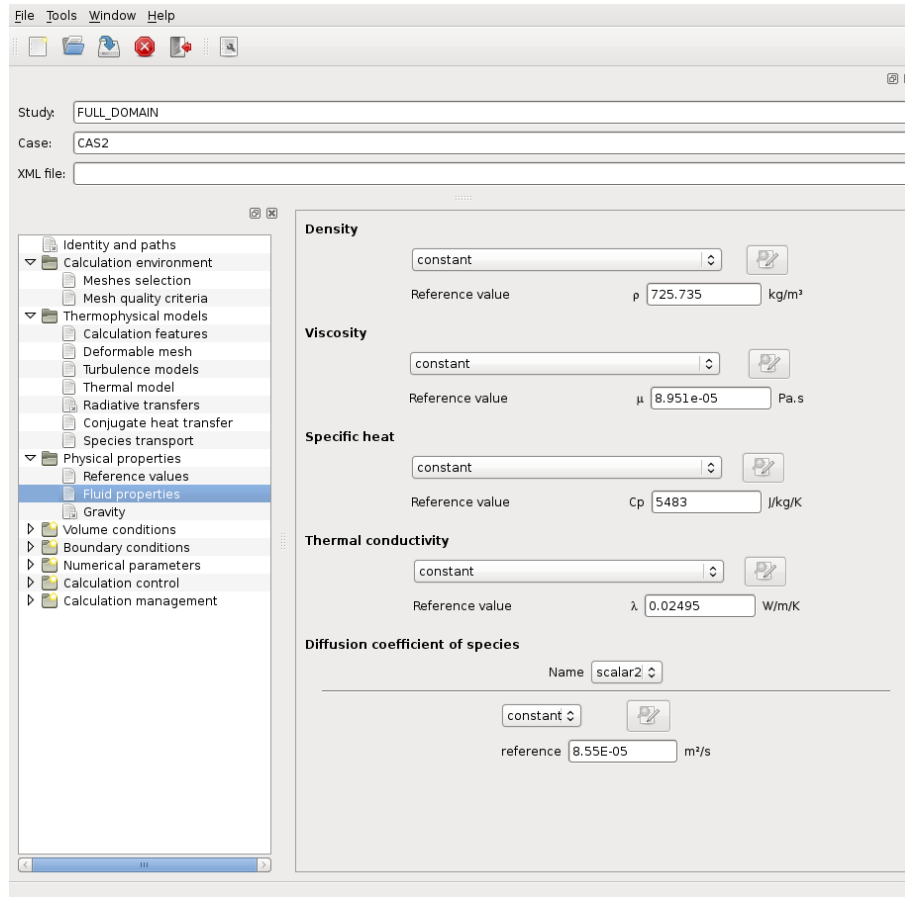 File Tools Window Help
Study: FULL_DOMAIN
Case: CAS2
XML file:
Identity and paths
Calculation environment
Meshes selection
Mesh quality criteria
Thermophysical models
Calculation features
Deformable mesh
Turbulence models
Thermal model
Radiative transfers
Conjugate heat transfer
Species transport
Physical properties
Reference values
Fluid properties
Gravity
Volume conditions
Boundary conditions
Numerical parameters
Calculation control
Calculation management
Density
constant
Reference value ρ 725.735 kg/m³
Viscosity
constant
Reference value μ 8.951e-05 Pa.s
Specific heat
constant
Reference value Cp 5483 J/kg/K
Thermal conductivity
constant
Reference value λ 0.02495 W/m/K
Diffusion coefficient of species
Name scalar2
constant
reference 8.55E-05 m²/s